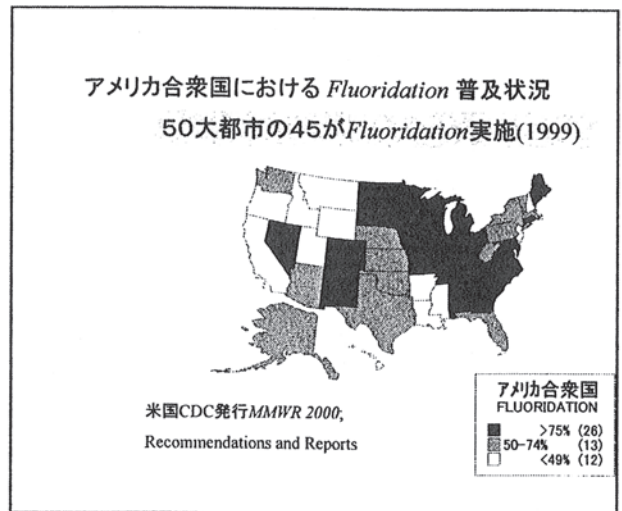 アメリカ合衆国における Fluoridation 普及状況
50大都市の45がFluoridation実施(1999)
米国CDC発行MMWR 2000;
Recommendations and Reports
アメリカ合衆国
FLUORIDATION
>75% (26)
50-74% (13)
<49% (12)